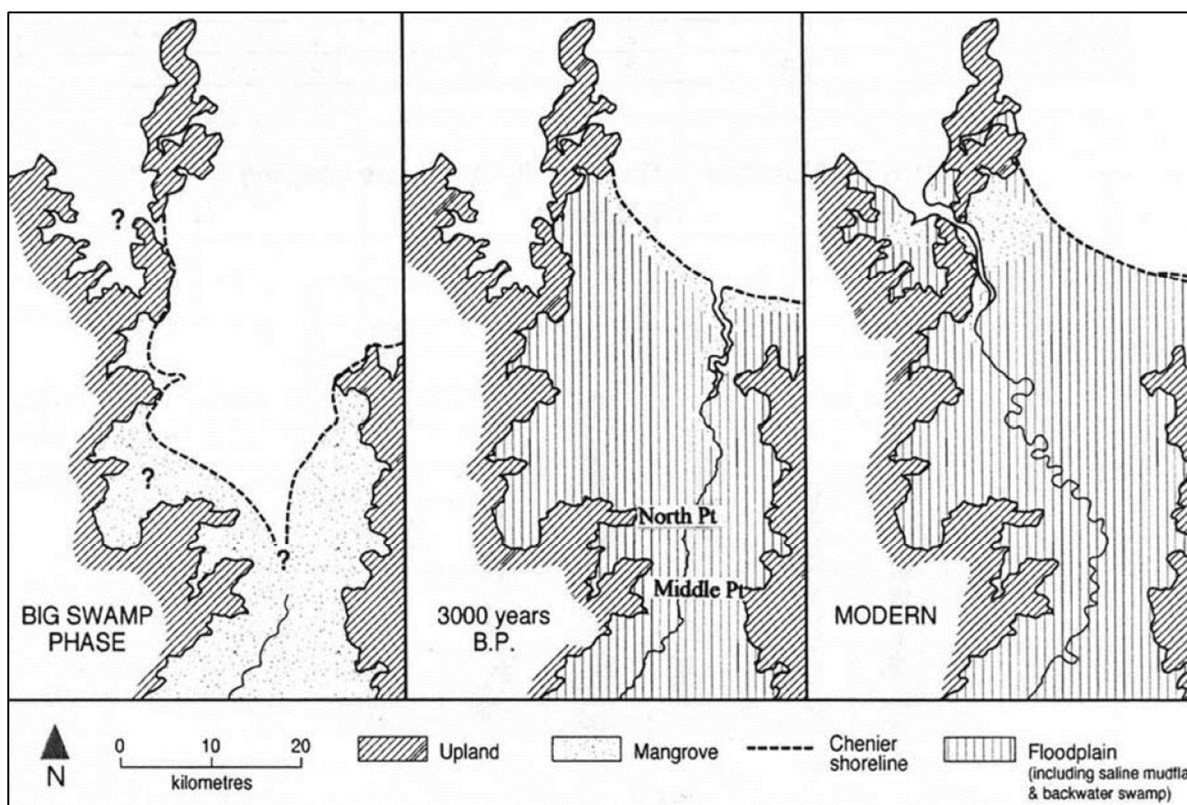 ?
?
?
BIG SWAMP
PHASE
North Pt
Middle Pt
3000 years
B.P.
MODERN
N
0 10 20
kilometres
Upland
Mangrove
Chenier
shoreline
Floodplain
(including saline mudfla
& backwater swamp)